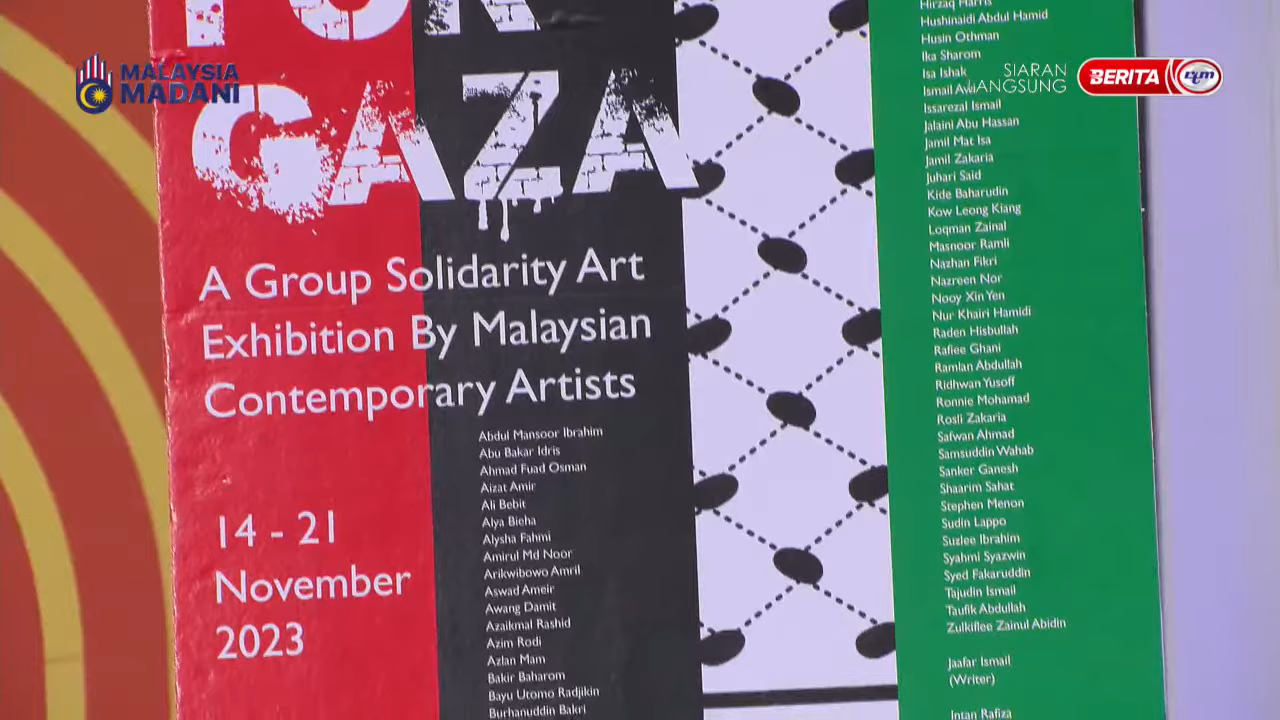 FOR
GAZA
A Group Solidarity Art
Exhibition By Malaysian
Contemporary Artists
14 - 21
November
2023
Abdul Mansoor Ibrahim
Abu Bakar Idris
Ahmad Fuad Osman
Aizat Amir
Ali Bebit
Alya Bieha
Alysha Fahmi
Amirul Md Noor
Arikwibowo Amril
Aswad Ameir
Awang Damit
Azaikmal Rashid
Azim Rodi
Azlan Mam
Bakir Baharom
Bayu Utomo Radjikin
Burhanuddin Bakri
Hirzaq Harris
Hushinaidi Abdul Hamid
Husin Othman
Ika Sharom
Isa Ishak
Ismail
Issarezal Ismail
Jalaini Abu Hassan
Jamil Mat Isa
Jamil Zakaria
Juhari Said
Kide Baharudin
Kow Leong Kiang
Loqman Zainal
Masnoor Ramli
Nazhan Fikri
Nazreen Nor
Nooy Xin Yen
Nur Khairi Hamidi
Raden Hisbullah
Rafiee Ghani
Ramlan Abdullah
Ridhwan Yusoff
Ronnie Mohamad
Rosli Zakaria
Safwan Ahmad
Samsuddin Wahab
Sanker Ganesh
Shaarim Sahat
Stephen Menon
Sudin Lappo
Suzlee Ibrahim
Syahmi Syazwin
Syed Fakaruddin
Tajudin Ismail
Taufik Abdullah
Zulkiflee Zainul Abidin
Jaafar Ismail
(Writer)
Intan Rafiza
MALAYSIA
MADANI
SIARAN
LANGSUNG
BERITA